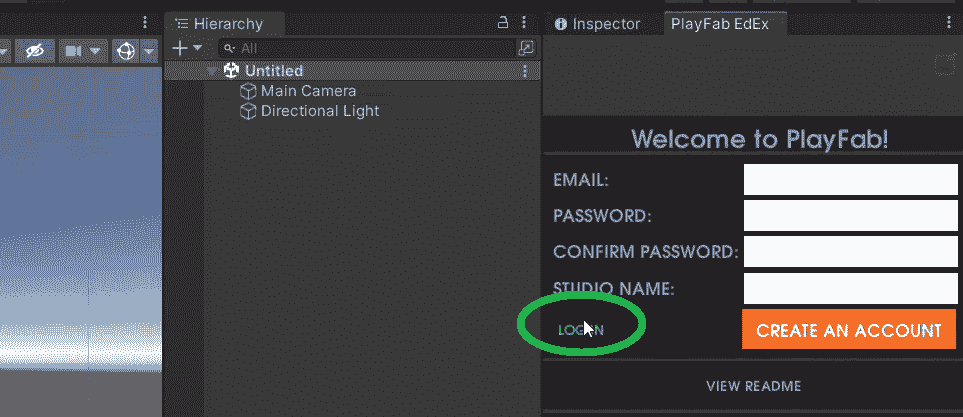 Hierarchy
Inspector
PlayFab EdEx
All
Untitled
Main Camera
Directional Light
Welcome to PlayFab!
EMAIL:
PASSWORD:
CONFIRM PASSWORD:
STUDIO NAME:
CREATE AN ACCOUNT
VIEW README